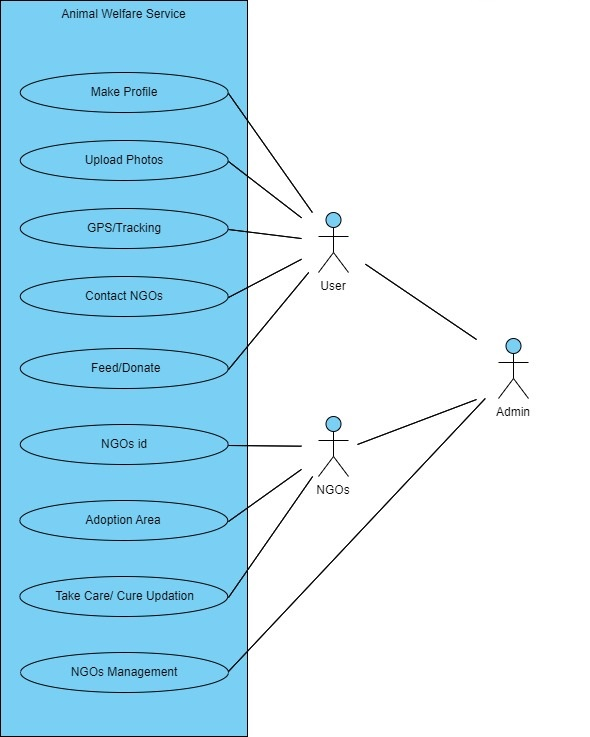 Animal Welfare Service
Make Profile
Upload Photos
GPS/Tracking
Contact NGOs
User
Feed/Donate
Admin
NGOs id
NGOs
Adoption Area
Take Care/ Cure Updation
NGOs Management